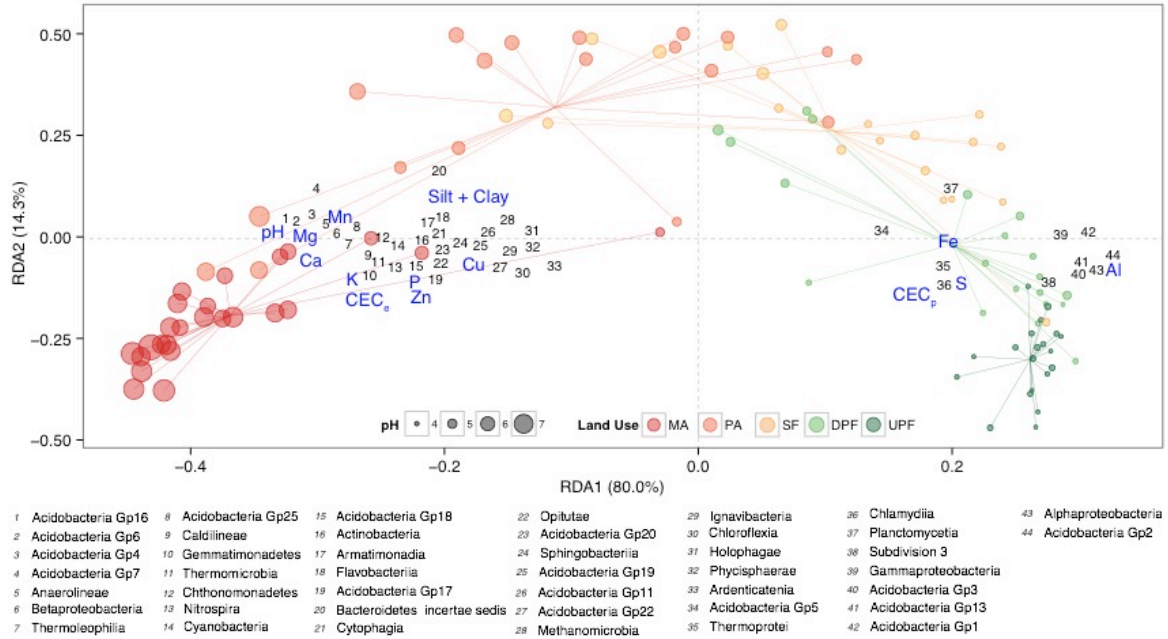 0.50
0.25
0.00
−0.25
−0.50
RDA2 (14.3%)
−0.4
−0.2
0.0
0.2
RDA1 (80.0%)
4
20
Silt + Clay
37
1
2
3
Mn
5
6
8
pH
Mg
7
Ca
12
14
9
11
10
13
K
CECe
17
18
16
21
23
24
25
26
28
31
32
29
15
22
19
P
Zn
Cu
27
30
33
34
Fe
39
42
35
36
S
CECp
38
40
41
43
44
Al
pH 4 5 6 7 Land Use MA PA SF DPF UPF
1 Acidobacteria Gp16
2 Acidobacteria Gp6
3 Acidobacteria Gp4
4 Acidobacteria Gp7
5 Anaerolineae
6 Betaproteobacteria
7 Thermoleophilia
8 Acidobacteria Gp25
9 Caldilineae
10 Gemmatimonadetes
11 Thermomicrobia
12 Chthonomonadetes
13 Nitrospira
14 Cyanobacteria
15 Acidobacteria Gp18
16 Actinobacteria
17 Armatimonadia
18 Flavobacteriia
19 Acidobacteria Gp17
20 Bacteroidetes incertae sedis
21 Cytophagia
22 Opitutae
23 Acidobacteria Gp20
24 Sphingobacteriia
25 Acidobacteria Gp19
26 Acidobacteria Gp11
27 Acidobacteria Gp22
28 Methanomicrobia
29 Ignavibacteria
30 Chloroflexia
31 Holophagae
32 Phycisphaerae
33 Ardenticatenia
34 Acidobacteria Gp5
35 Thermoprotei
36 Chlamydiia
37 Planctomycetia
38 Subdivision 3
39 Gammaproteobacteria
40 Acidobacteria Gp3
41 Acidobacteria Gp13
42 Acidobacteria Gp1
43 Alphaproteobacteria
44 Acidobacteria Gp2